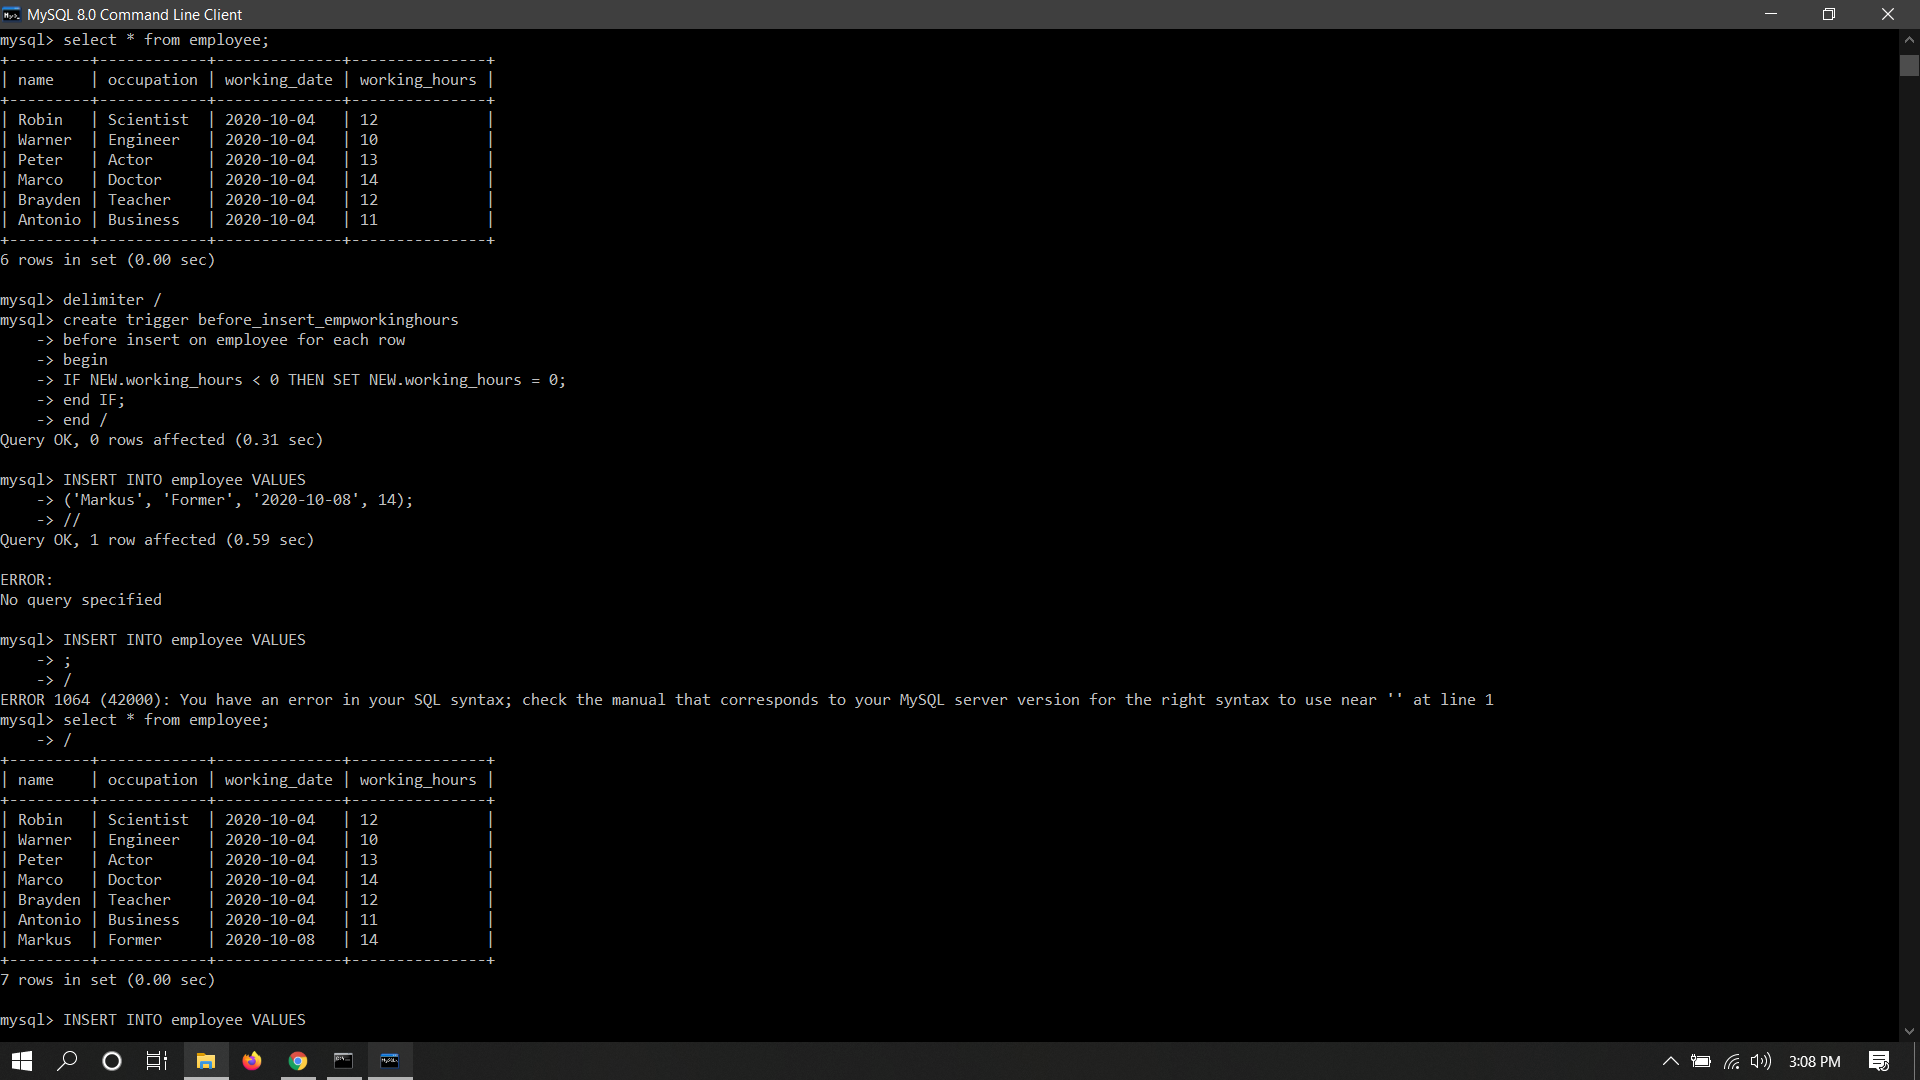 MySQL 8.0 Command Line Client
mysql> select * from employee;
+---------+------------+--------------+---------------+
| name    | occupation | working_date | working_hours |
+---------+------------+--------------+---------------+
| Robin   | Scientist  | 2020-10-04   | 12            |
| Warner  | Engineer   | 2020-10-04   | 10            |
| Peter   | Actor      | 2020-10-04   | 13            |
| Marco   | Doctor     | 2020-10-04   | 14            |
| Brayden | Teacher    | 2020-10-04   | 12            |
| Antonio | Business   | 2020-10-04   | 11            |
+---------+------------+--------------+---------------+
6 rows in set (0.00 sec)

mysql> delimiter /
mysql> create trigger before_insert_empworkinghours
    -> before insert on employee for each row
    -> begin
    -> IF NEW.working_hours < 0 THEN SET NEW.working_hours = 0;
    -> end IF;
    -> end /
Query OK, 0 rows affected (0.31 sec)

mysql> INSERT INTO employee VALUES
    -> ('Markus', 'Former', '2020-10-08', 14);
    -> //
Query OK, 1 row affected (0.59 sec)

ERROR:
No query specified

mysql> INSERT INTO employee VALUES
    -> ;
    -> /
ERROR 1064 (42000): You have an error in your SQL syntax; check the manual that corresponds to your MySQL server version for the right syntax to use near '' at line 1
mysql> select * from employee;
    -> /
+---------+------------+--------------+---------------+
| name    | occupation | working_date | working_hours |
+---------+------------+--------------+---------------+
| Robin   | Scientist  | 2020-10-04   | 12            |
| Warner  | Engineer   | 2020-10-04   | 10            |
| Peter   | Actor      | 2020-10-04   | 13            |
| Marco   | Doctor     | 2020-10-04   | 14            |
| Brayden | Teacher    | 2020-10-04   | 12            |
| Antonio | Business   | 2020-10-04   | 11            |
| Markus  | Former     | 2020-10-08   | 14            |
+---------+------------+--------------+---------------+
7 rows in set (0.00 sec)

mysql> INSERT INTO employee VALUES
3:08 PM